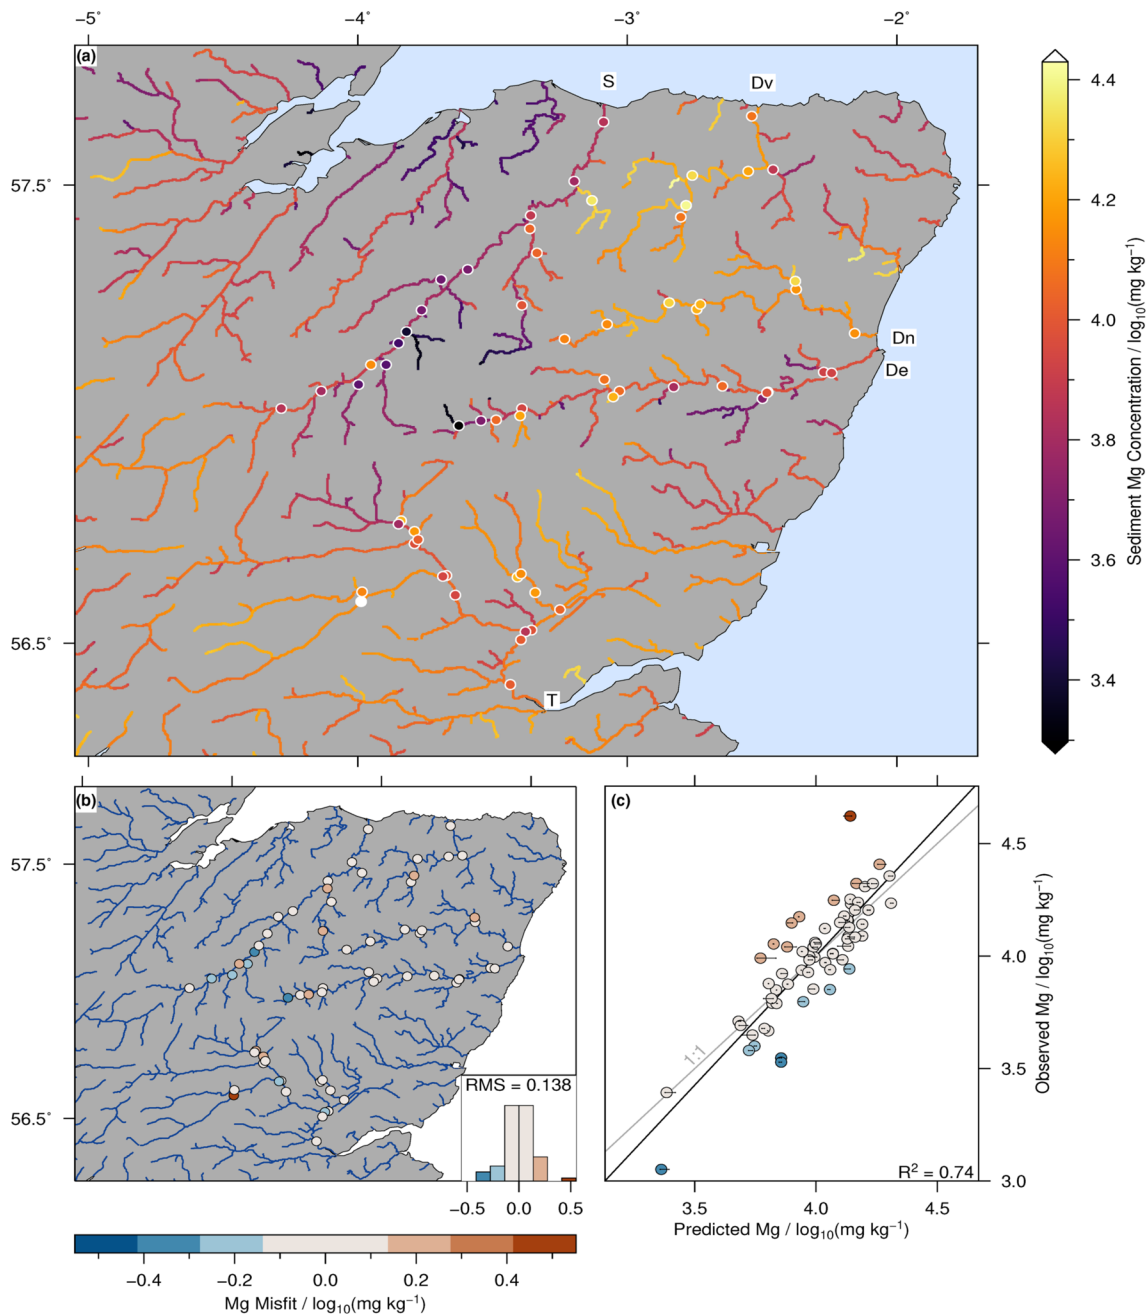 −5° −4° −3° −2°
(a)
S
Dv
57.5
Dn
De
56.5
T
4.4
4.2
4.0
3.8
3.6
3.4
Sediment Mg Concentration / log10(mg kg⁻¹)
(b)
57.5
56.5
RMS = 0.138
−0.5 0.0 0.5
−0.4 −0.2 0.0 0.2 0.4
Mg Misfit / log10(mg kg⁻¹)
(c)
1:1
R² = 0.74
4.5
4.0
3.5
3.0
Observed Mg / log10(mg kg⁻¹)
3.5 4.0 4.5
Predicted Mg / log10(mg kg⁻¹)